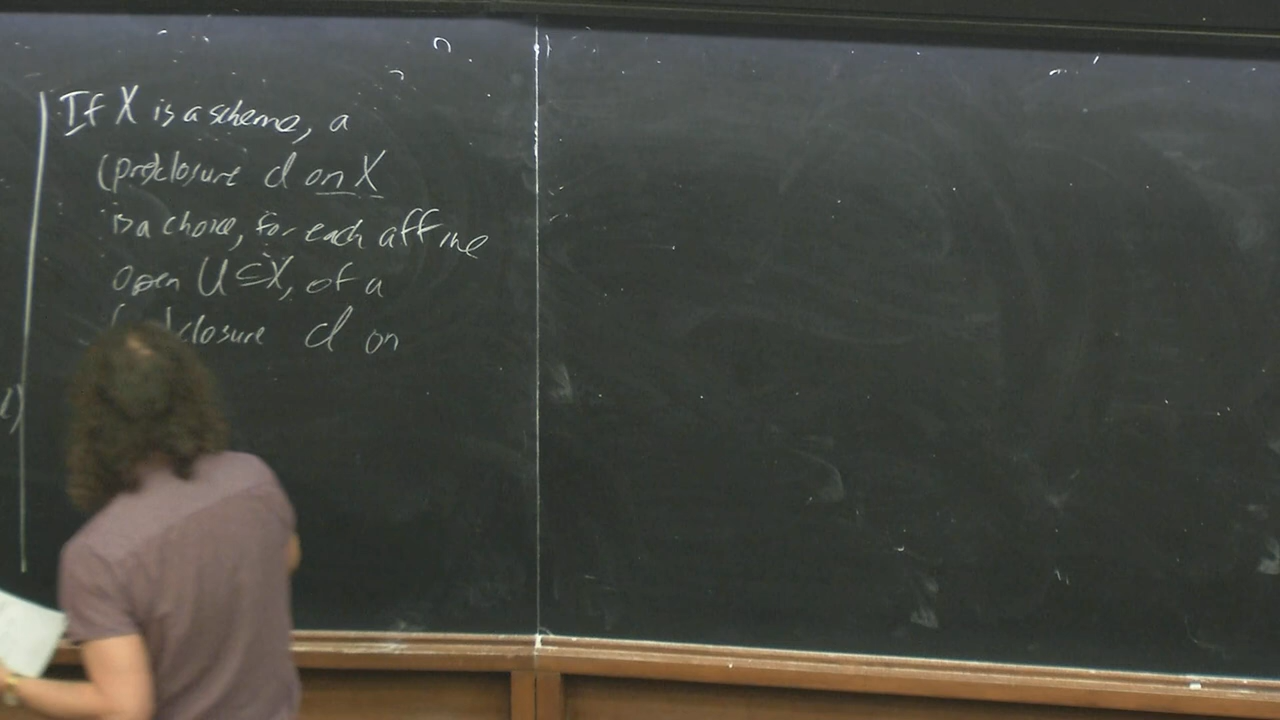 If X is a scheme, a
(pre)closure cl on X
is a choice, for each affine
open U ⊆ X, of a
closure cl on